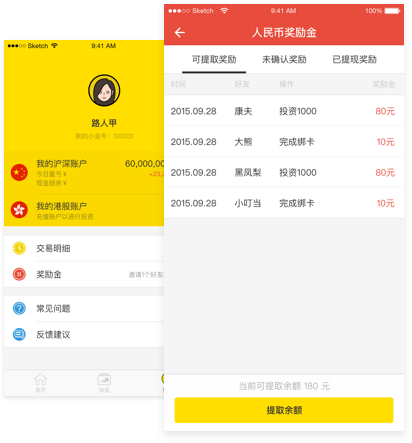 ●●●○○ Sketch
9:41 AM
路人甲
我的小金号: 100001
我的沪深账户 60,000,00
今日盈亏¥ +23,2
现金结余¥
我的港股账户
充值账户以进行投资
交易明细
奖励金 邀请1个好友
常见问题
反馈建议
首页
●●●○○ Sketch
9:41 AM
100%
人民币奖励金
可提取奖励 未确认奖励 已提现奖励
时间 好友 操作 奖励金
2015.09.28 康夫 投资1000 80元
2015.09.28 大熊 完成绑卡 10元
2015.09.28 黑凤梨 投资1000 80元
2015.09.28 小叮当 完成绑卡 10元
当前可提取余额 180 元
提取余额